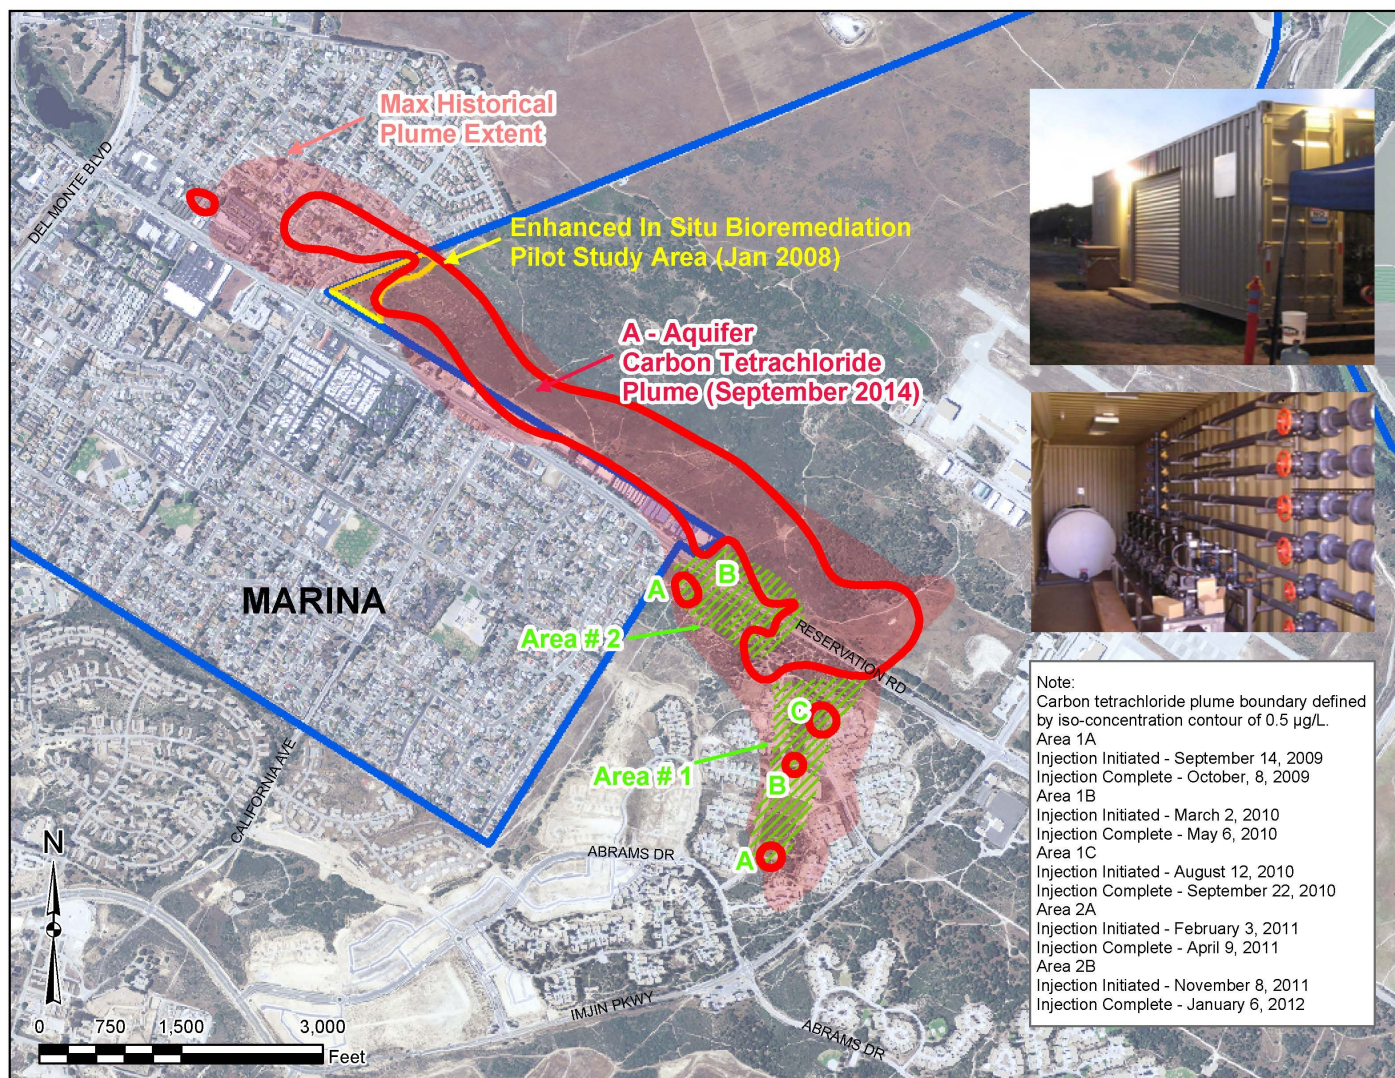 Max Historical
Plume Extent
DEL MONTE BLVD
Enhanced In Situ Bioremediation
Pilot Study Area (Jan 2008)
A - Aquifer
Carbon Tetrachloride
Plume (September 2014)
MARINA
A
B
Area # 2
RESERVATION RD
C
Area # 1
B
A
CALIFORNIA AVE
ABRAMS DR
IMJIN PKWY
ABRAMS DR
N
0 750 1,500 3,000
Feet
Note:
Carbon tetrachloride plume boundary defined
by iso-concentration contour of 0.5 µg/L.
Area 1A
Injection Initiated - September 14, 2009
Injection Complete - October, 8, 2009
Area 1B
Injection Initiated - March 2, 2010
Injection Complete - May 6, 2010
Area 1C
Injection Initiated - August 12, 2010
Injection Complete - September 22, 2010
Area 2A
Injection Initiated - February 3, 2011
Injection Complete - April 9, 2011
Area 2B
Injection Initiated - November 8, 2011
Injection Complete - January 6, 2012